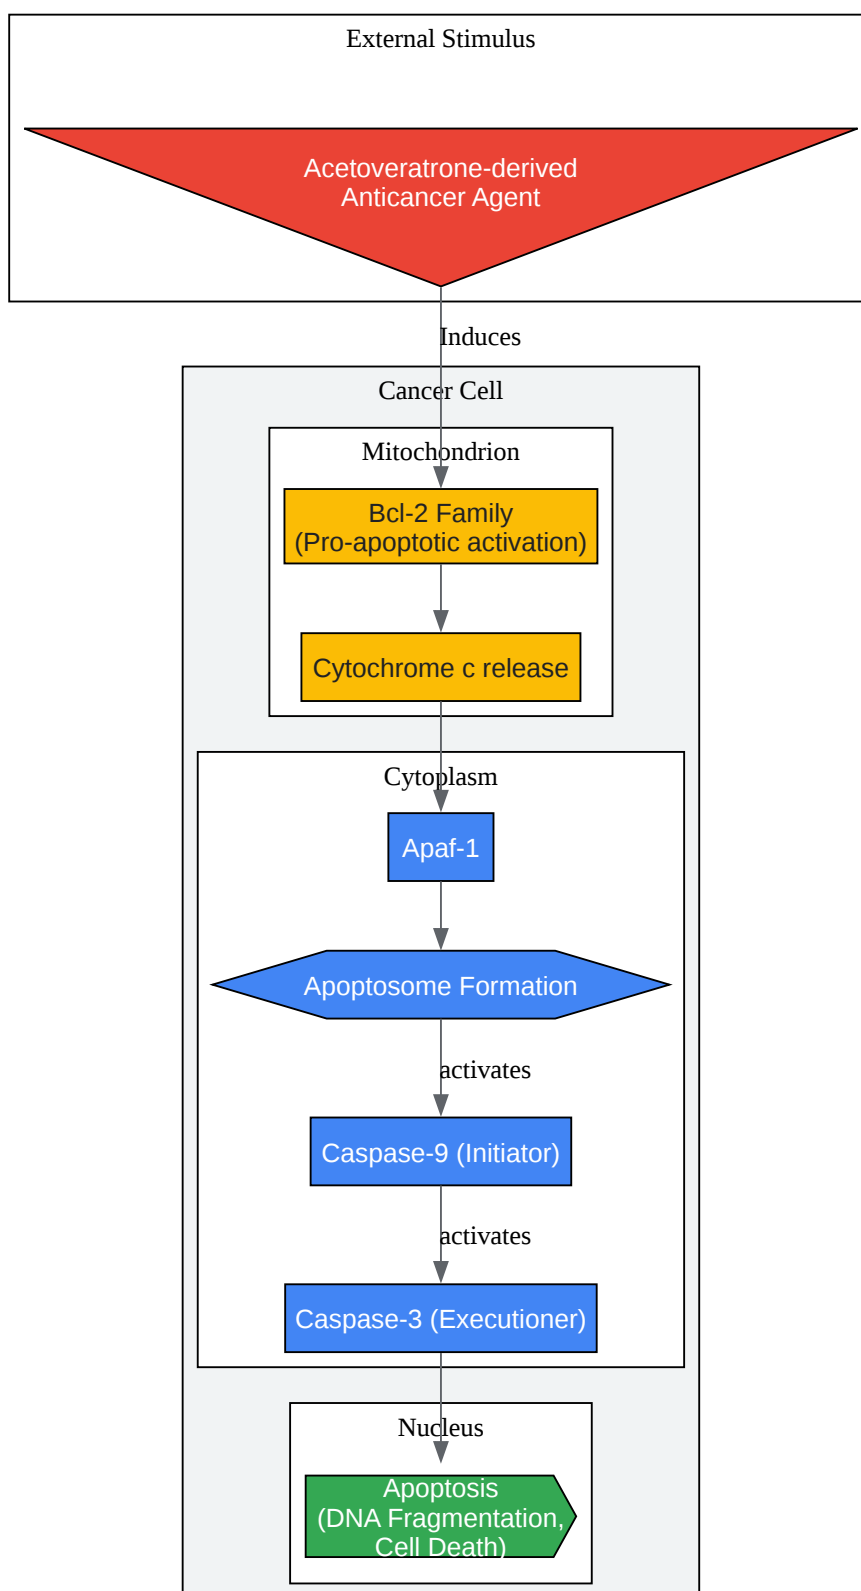 External Stimulus
Acetoveratrone-derived
Anticancer Agent
Induces
Cancer Cell
Mitochondrion
Bcl-2 Family
(Pro-apoptotic activation)
Cytochrome c release
Cytoplasm
Apaf-1
Apoptosome Formation
activates
Caspase-9 (Initiator)
activates
Caspase-3 (Executioner)
Nucleus
Apoptosis
(DNA Fragmentation,
Cell Death)